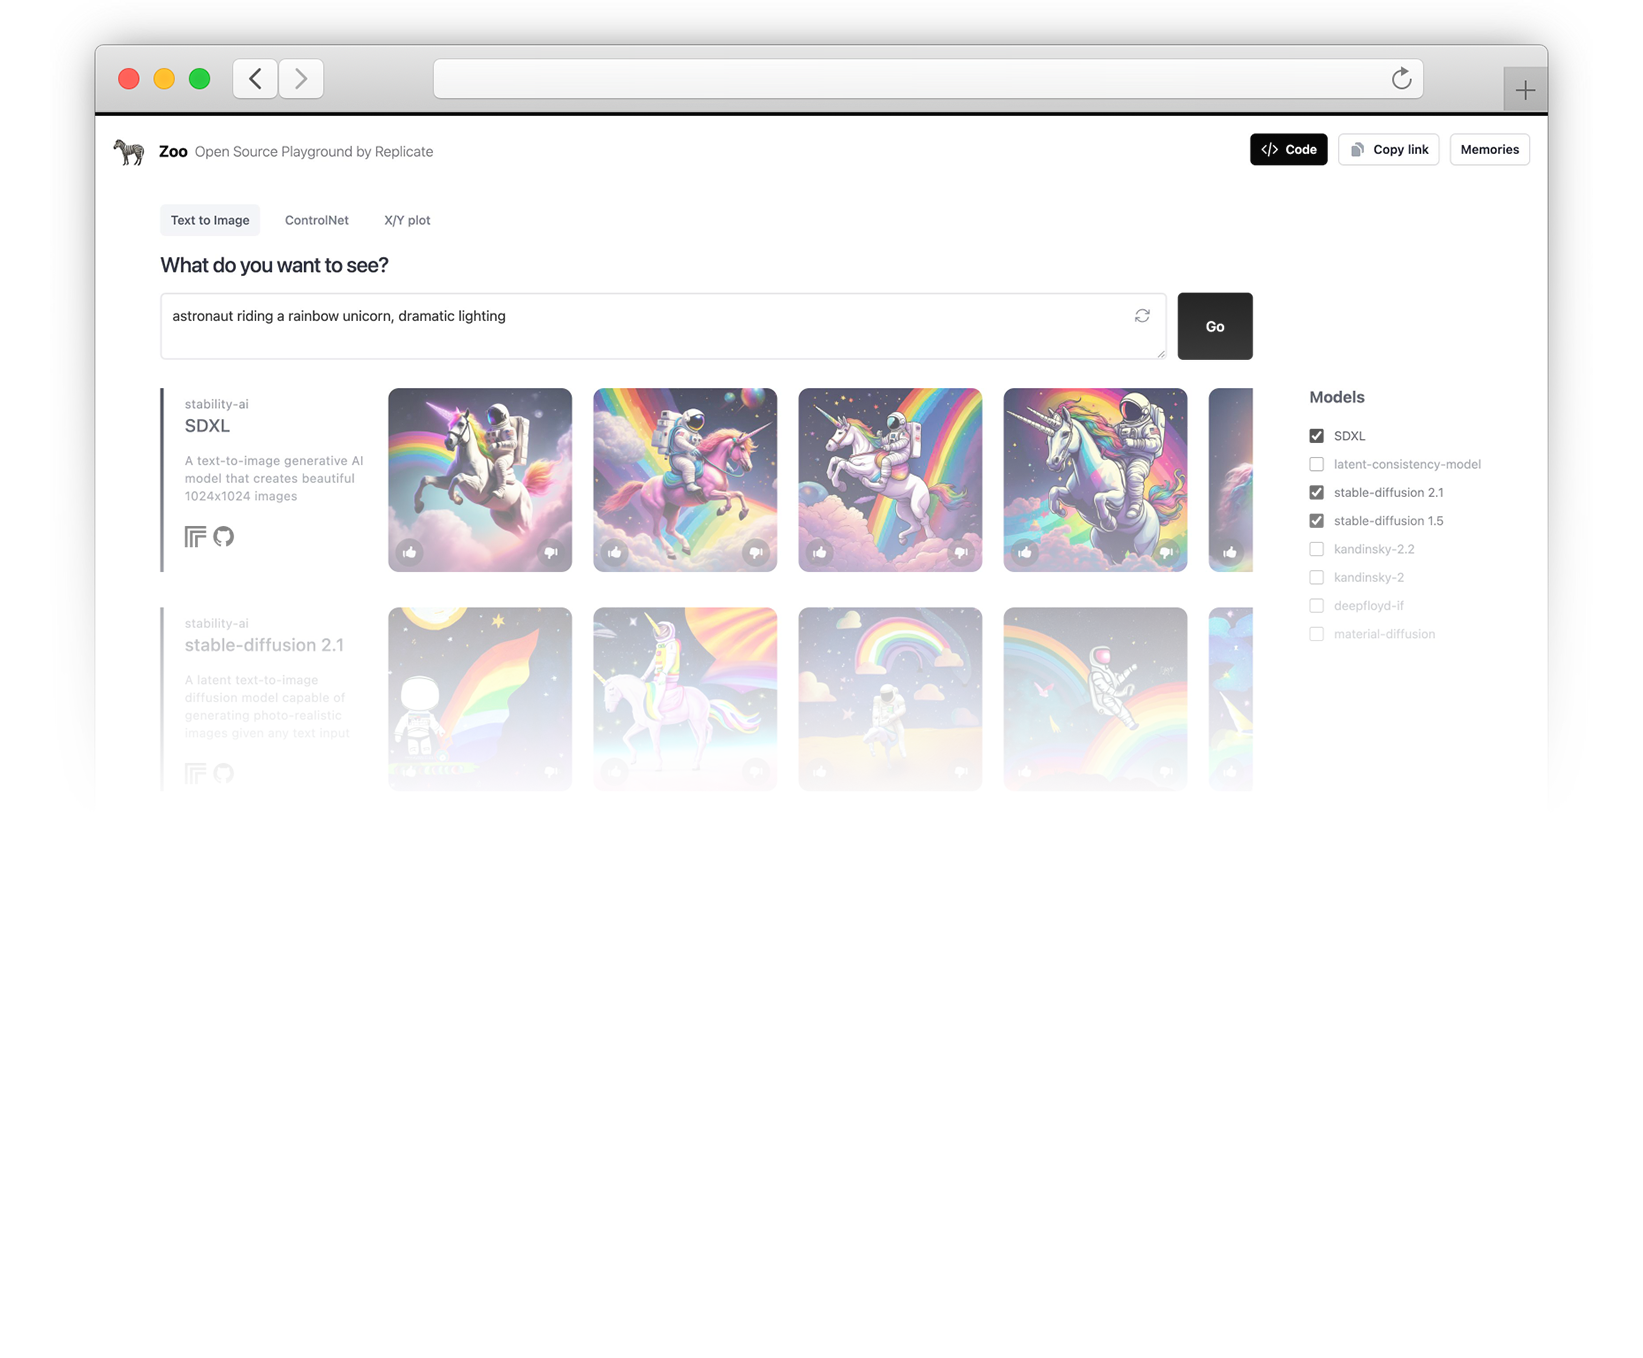 Zoo Open Source Playground by Replicate
Code
Copy link
Memories
Text to Image
ControlNet
X/Y plot
What do you want to see?
astronaut riding a rainbow unicorn, dramatic lighting
Go
stability-ai
SDXL
A text-to-image generative AI
model that creates beautiful
1024x1024 images
stability-ai
stable-diffusion 2.1
A latent text-to-image
diffusion model capable of
generating photo-realistic
images given any text input
Models
SDXL
latent-consistency-model
stable-diffusion 2.1
stable-diffusion 1.5
kandinsky-2.2
kandinsky-2
deepfloyd-if
material-diffusion